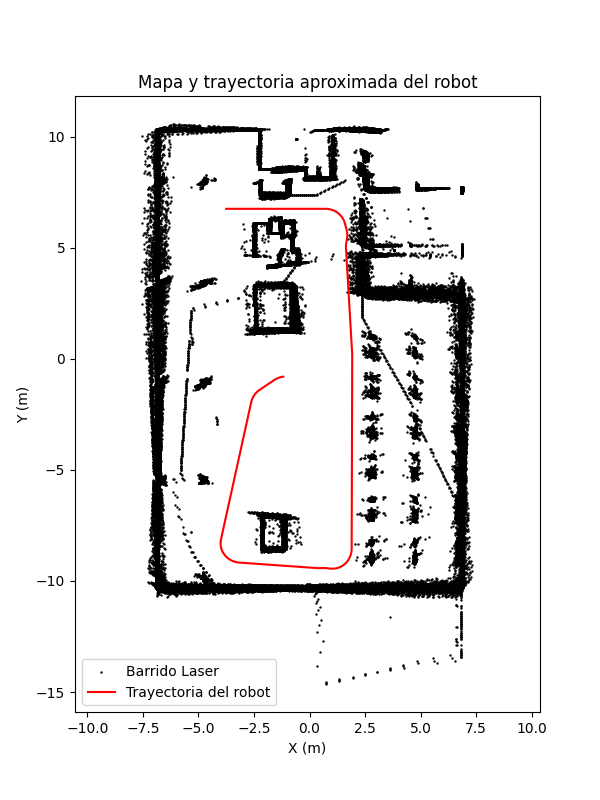 Mapa y trayectoria aproximada del robot
10
5
0
−5
−10
−15
Y (m)
Barrido Laser
Trayectoria del robot
−10.0 −7.5 −5.0 −2.5 0.0 2.5 5.0 7.5 10.0
X (m)